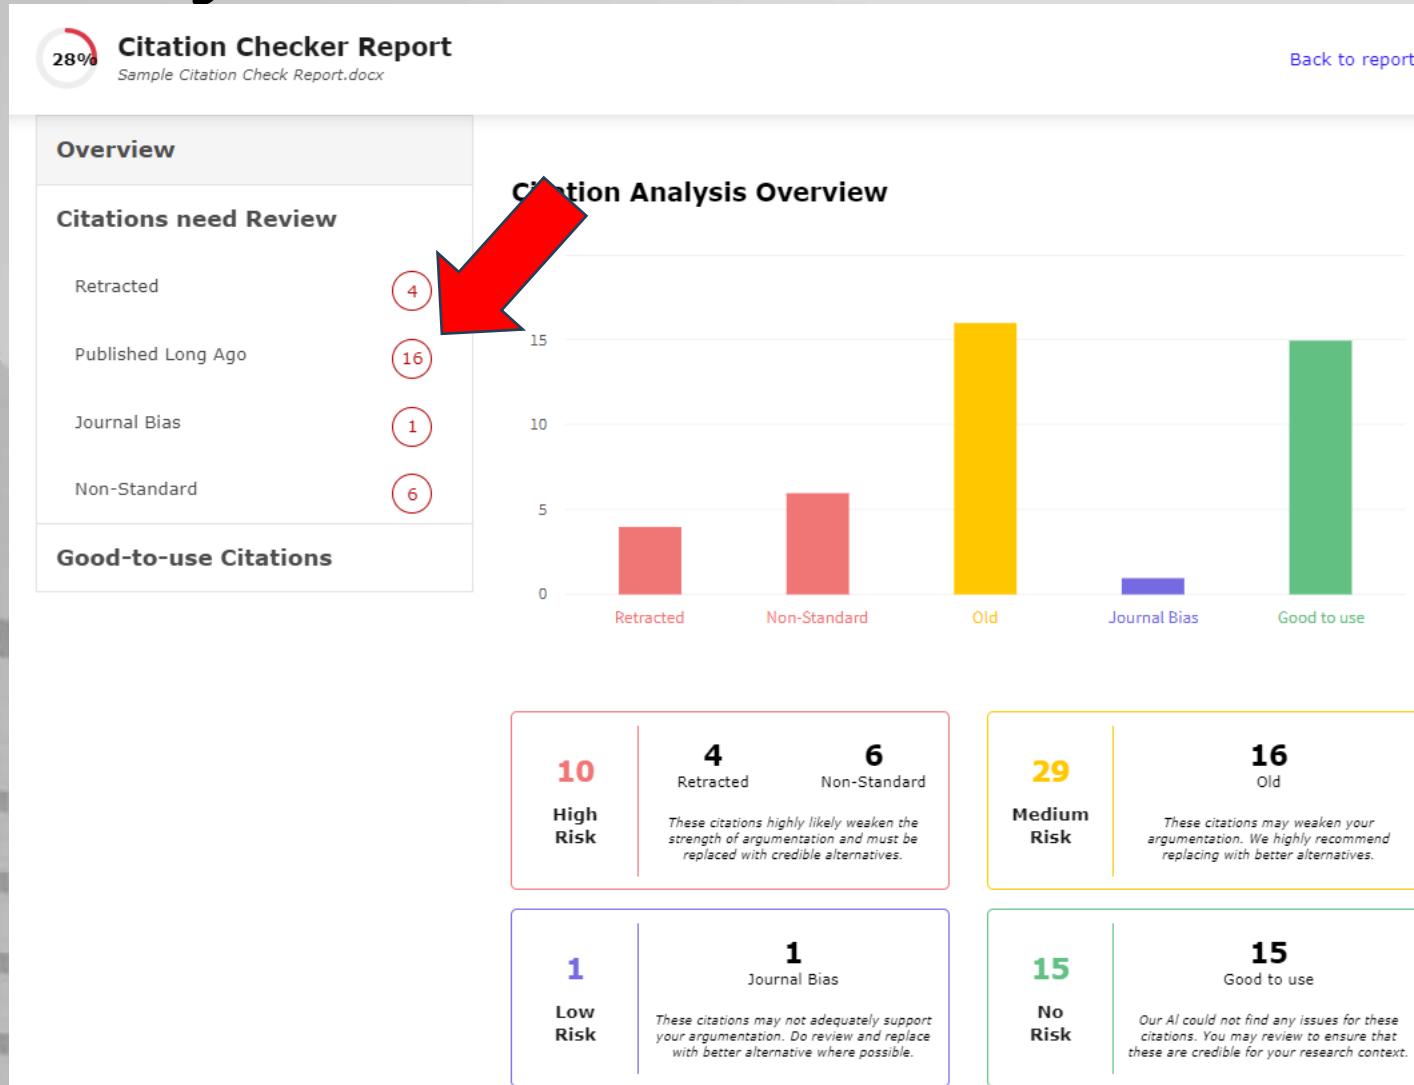 28%
Citation Checker Report
Sample Citation Check Report.docx
Back to report
Overview
Citations need Review
Retracted 4
Published Long Ago 16
Journal Bias 1
Non-Standard 6
Good-to-use Citations
Analysis Overview
15
10
5
0
Retracted Non-Standard Old Journal Bias Good to use
10
High
Risk
4 6
Retracted Non-Standard
These citations highly likely weaken the
strength of argumentation and must be
replaced with credible alternatives.
29
Medium
Risk
16
Old
These citations may weaken your
argumentation. We highly recommend
replacing with better alternatives.
1
Low
Risk
1
Journal Bias
These citations may not adequately support
your argumentation. Do review and replace
with better alternative where possible.
15
No
Risk
15
Good to use
Our AI could not find any issues for these
citations. You may review to ensure that
these are credible for your research context.